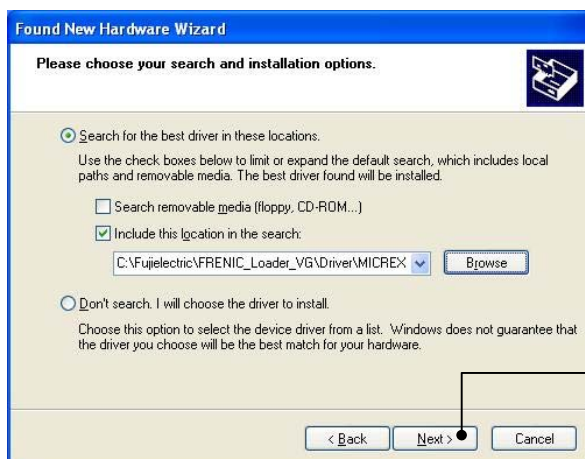 Found New Hardware Wizard
Please choose your search and installation options.
Search for the best driver in these locations.
Use the check boxes below to limit or expand the default search, which includes local
paths and removable media. The best driver found will be installed.
Search removable media (floppy, CD-ROM...)
Include this location in the search:
C:\Fujielectric\FRENIC_Loader_VG\Driver\MICREX
Browse
Don't search. I will choose the driver to install.
Choose this option to select the device driver from a list. Windows does not guarantee that
the driver you choose will be the best match for your hardware.
< Back Next > Cancel